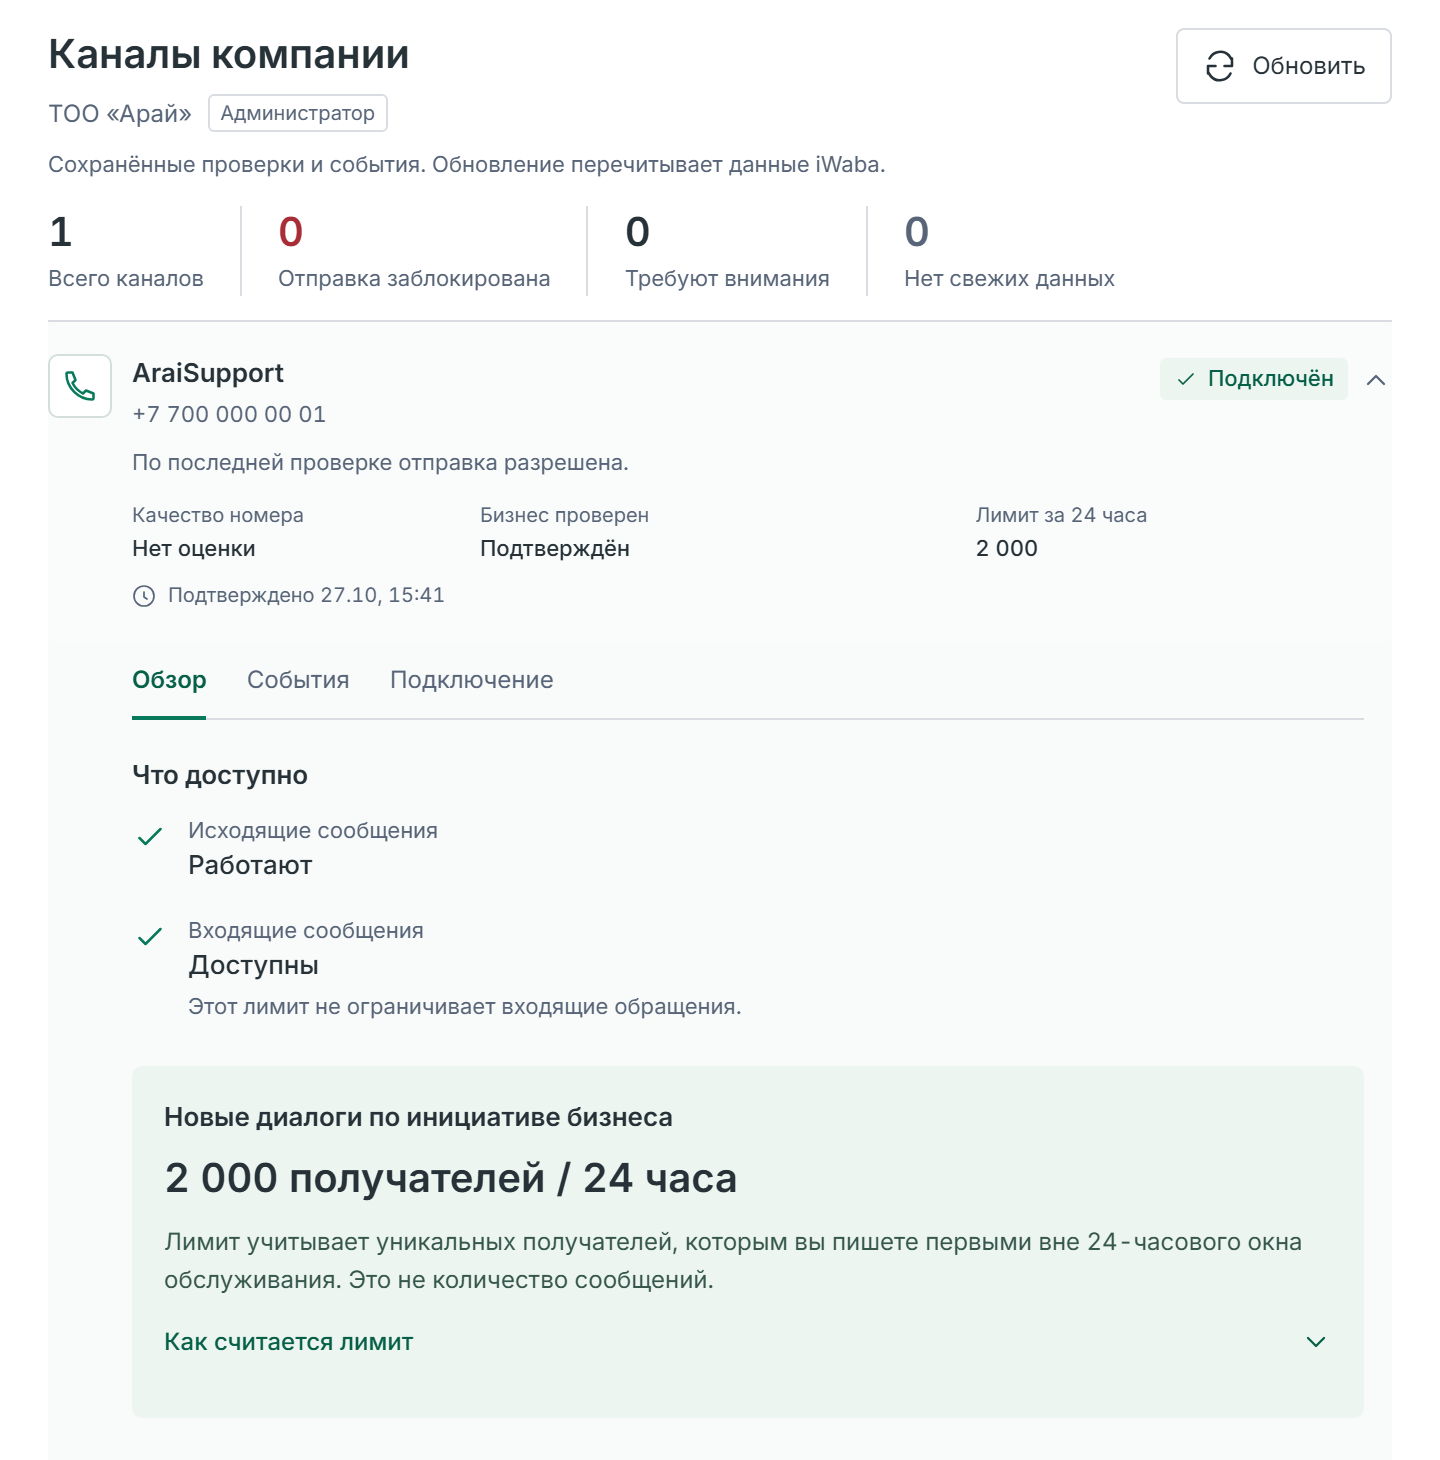 Каналы компании
Обновить
ТОО «Арай» Администратор
Сохранённые проверки и события. Обновление перечитывает данные iWaba.
1 0 0 0
Всего каналов Отправка заблокирована Требуют внимания Нет свежих данных
AraiSupport
Подключён
+7 700 000 00 01
По последней проверке отправка разрешена.
Качество номера Бизнес проверен Лимит за 24 часа
Нет оценки Подтверждён 2 000
Подтверждено 27.10, 15:41
Обзор События Подключение
Что доступно
Исходящие сообщения
Работают
Входящие сообщения
Доступны
Этот лимит не ограничивает входящие обращения.
Новые диалоги по инициативе бизнеса
2 000 получателей / 24 часа
Лимит учитывает уникальных получателей, которым вы пишете первыми вне 24-часового окна
обслуживания. Это не количество сообщений.
Как считается лимит